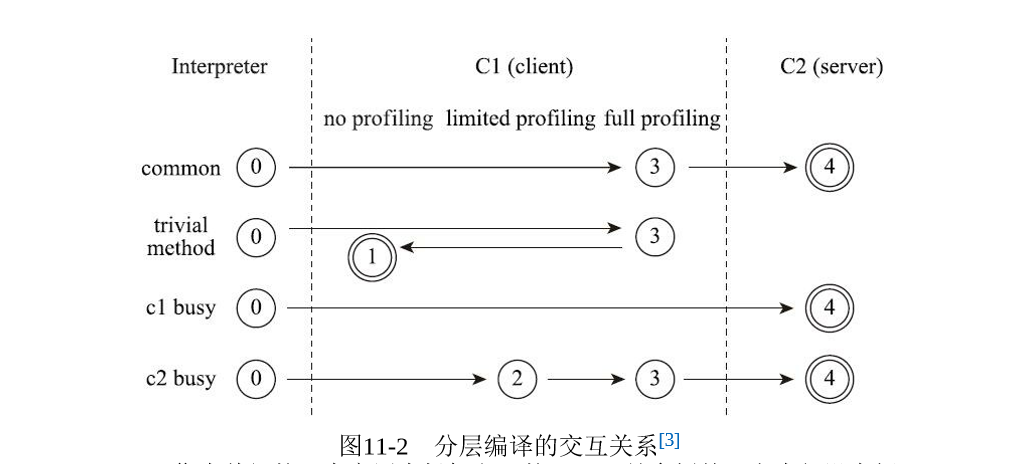 Interpreter C1 (client) C2 (server)
no profiling limited profiling full profiling
common 0 3 4
trivial
method 0 3
1
c1 busy 0 4
c2 busy 0 2 3 4
图11-2 分层编译的交互关系[3]